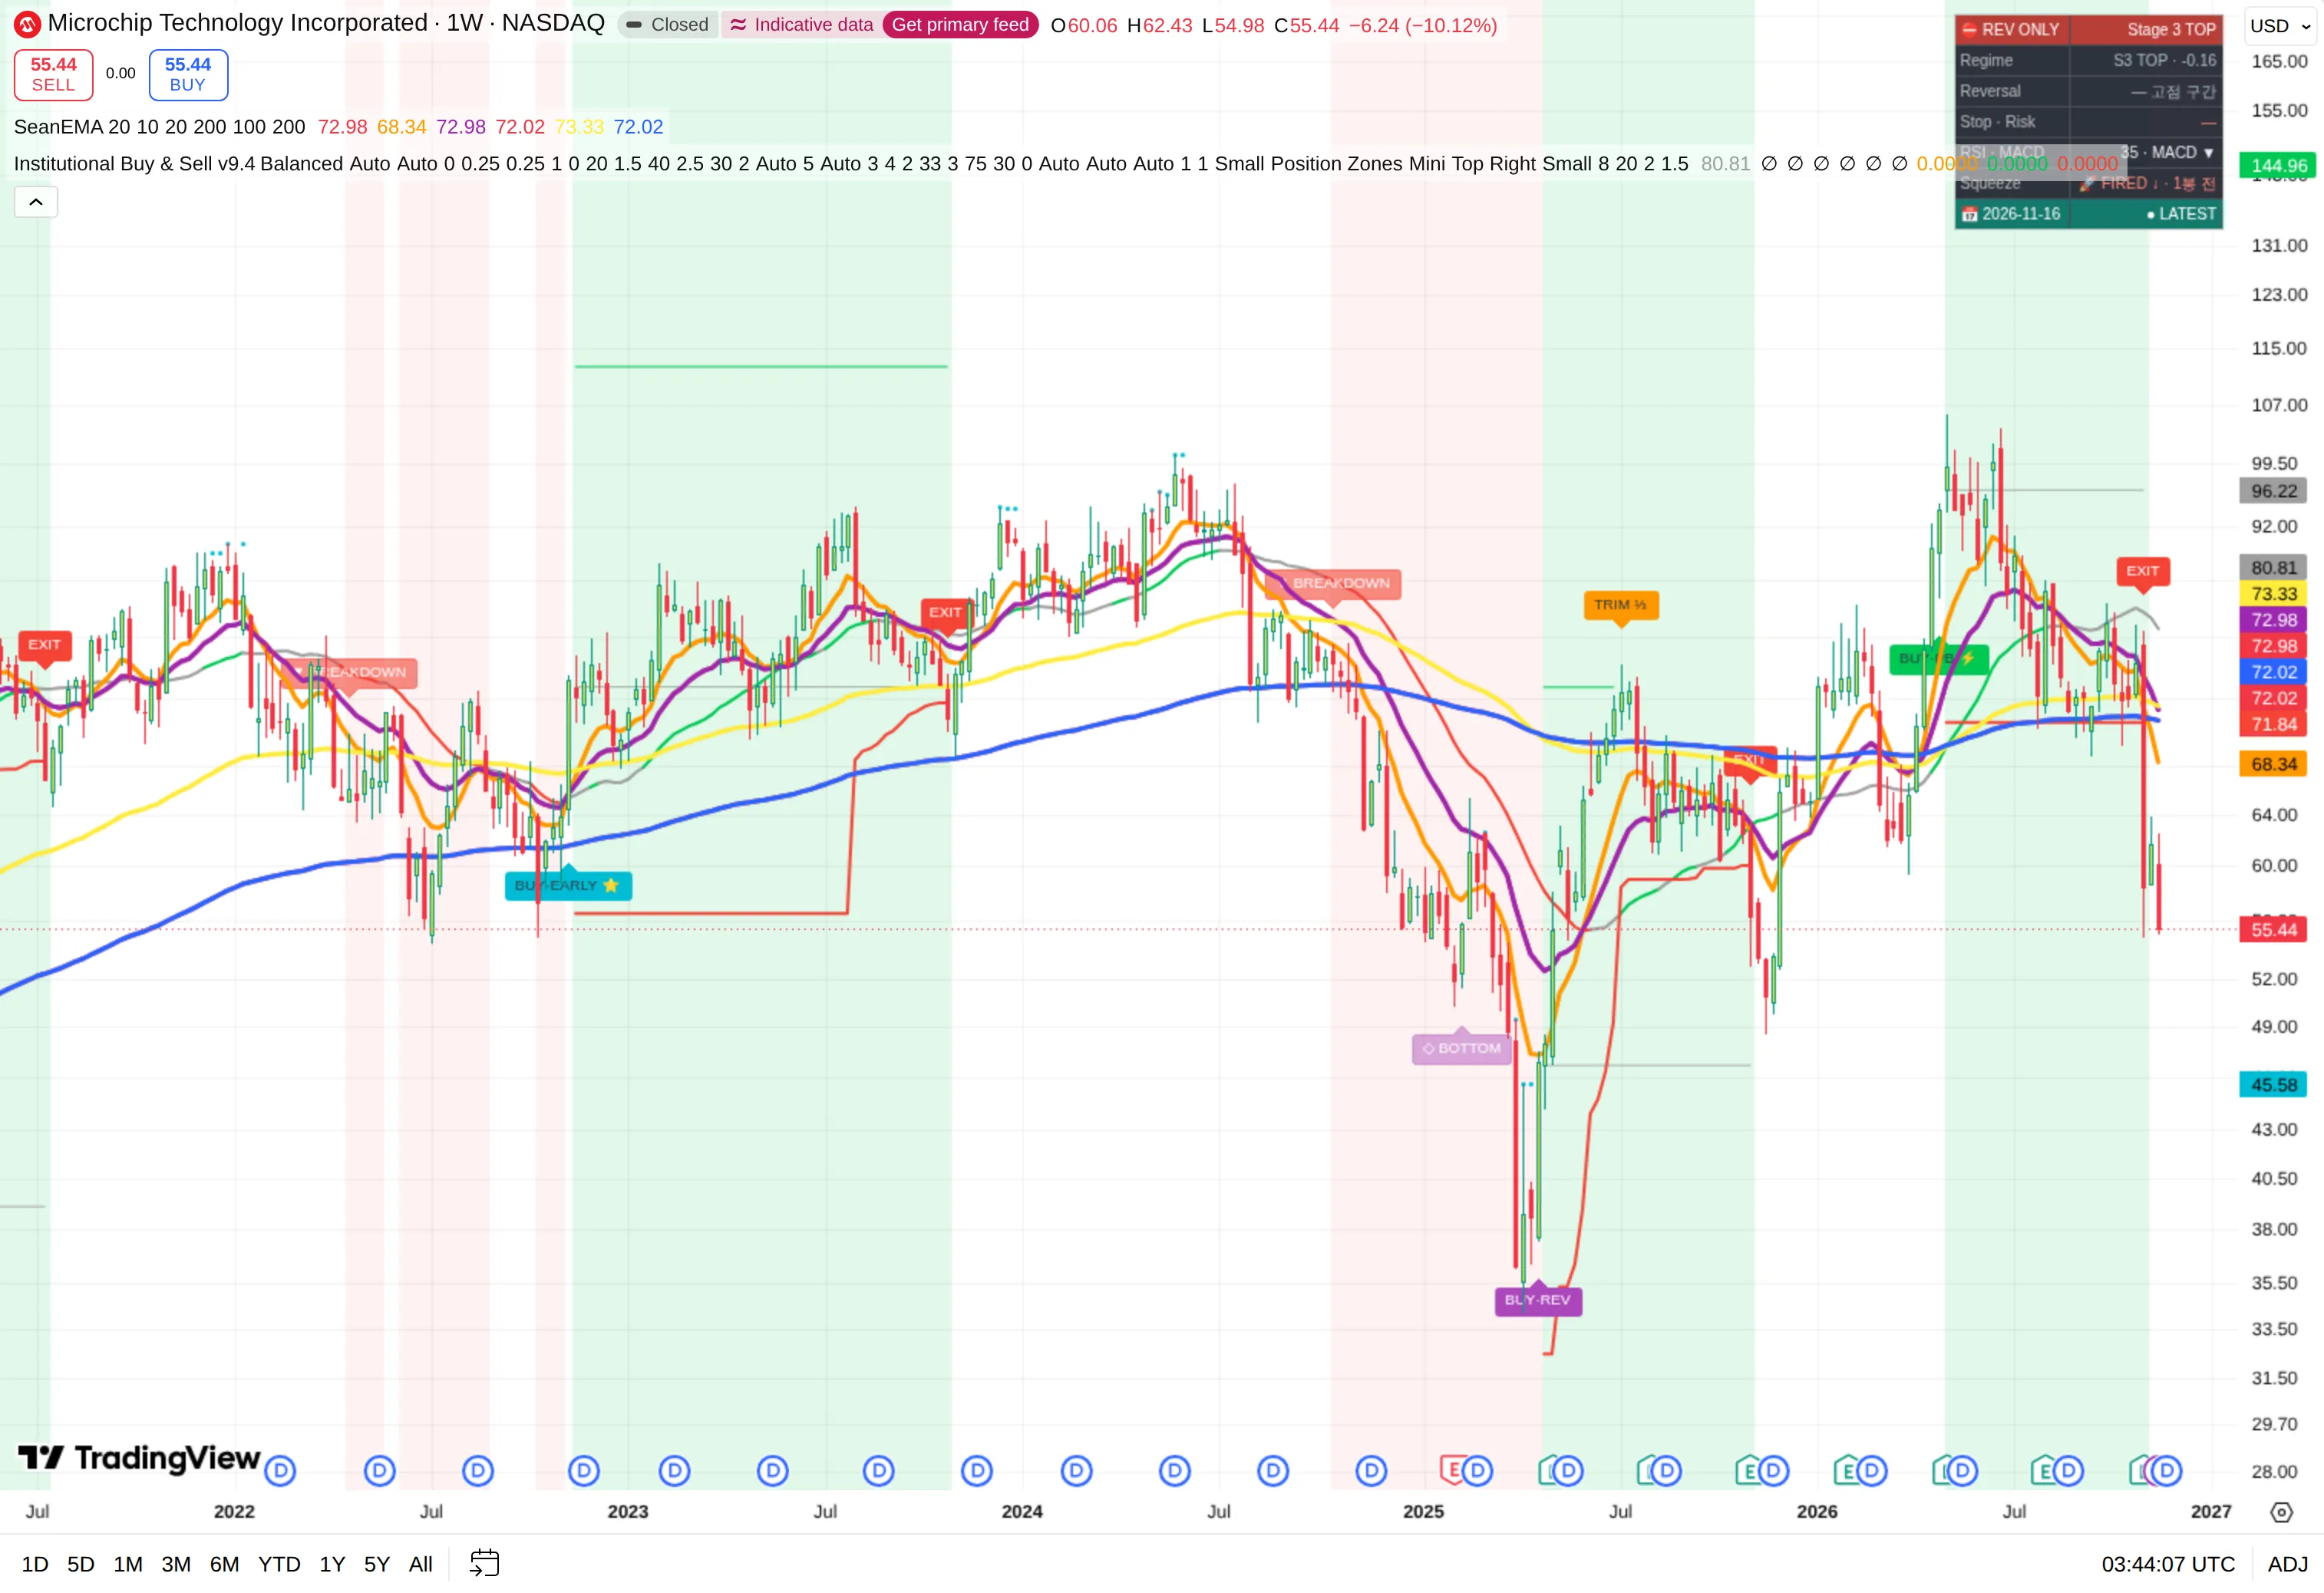 Microchip Technology Incorporated · 1W · NASDAQ Closed Indicative data Get primary feed O60.06 H62.43 L54.98 C55.44 −6.24 (−10.12%)
55.44 SELL 0.00 55.44 BUY
SeanEMA 20 10 20 200 100 200 72.98 68.34 72.98 72.02 73.33 72.02
Institutional Buy & Sell v9.4 Balanced Auto Auto 0 0.25 0.25 1 0 20 1.5 40 2.5 30 2 Auto 5 Auto 3 4 2 33 3 75 30 0 Auto Auto Auto 1 1 Small Position Zones Mini Top Right Small 8 20 2 1.5 80.81 ∅ ∅ ∅ ∅ ∅ ∅ 0.0000 0.0000 0.0000
REV ONLY Stage 3 TOP
Regime S3 TOP · -0.16
Reversal — 고점 구간
Stop · Risk —
RSI · MACD 35 · MACD ▼
Squeeze FIRED ↓ · 1봉 전
2026-11-16 ● LATEST
USD
165.00
155.00
144.96
131.00
123.00
115.00
107.00
99.50
96.22
92.00
80.81
73.33
72.98
72.98
72.02
72.02
71.84
68.34
64.00
60.00
55.44
52.00
49.00
45.58
43.00
40.50
38.00
35.50
33.50
31.50
29.70
28.00
EXIT
BREAKDOWN
BUY-EARLY ⭐
EXIT
BREAKDOWN
◇ BOTTOM
BUY-REV
TRIM ⅓
EXIT
EXIT
TradingView
D D D D D D D D D D D D E D D D E D E D D E D D
Jul 2022 Jul 2023 Jul 2024 Jul 2025 Jul 2026 Jul 2027
1D 5D 1M 3M 6M YTD 1Y 5Y All 03:44:07 UTC ADJ